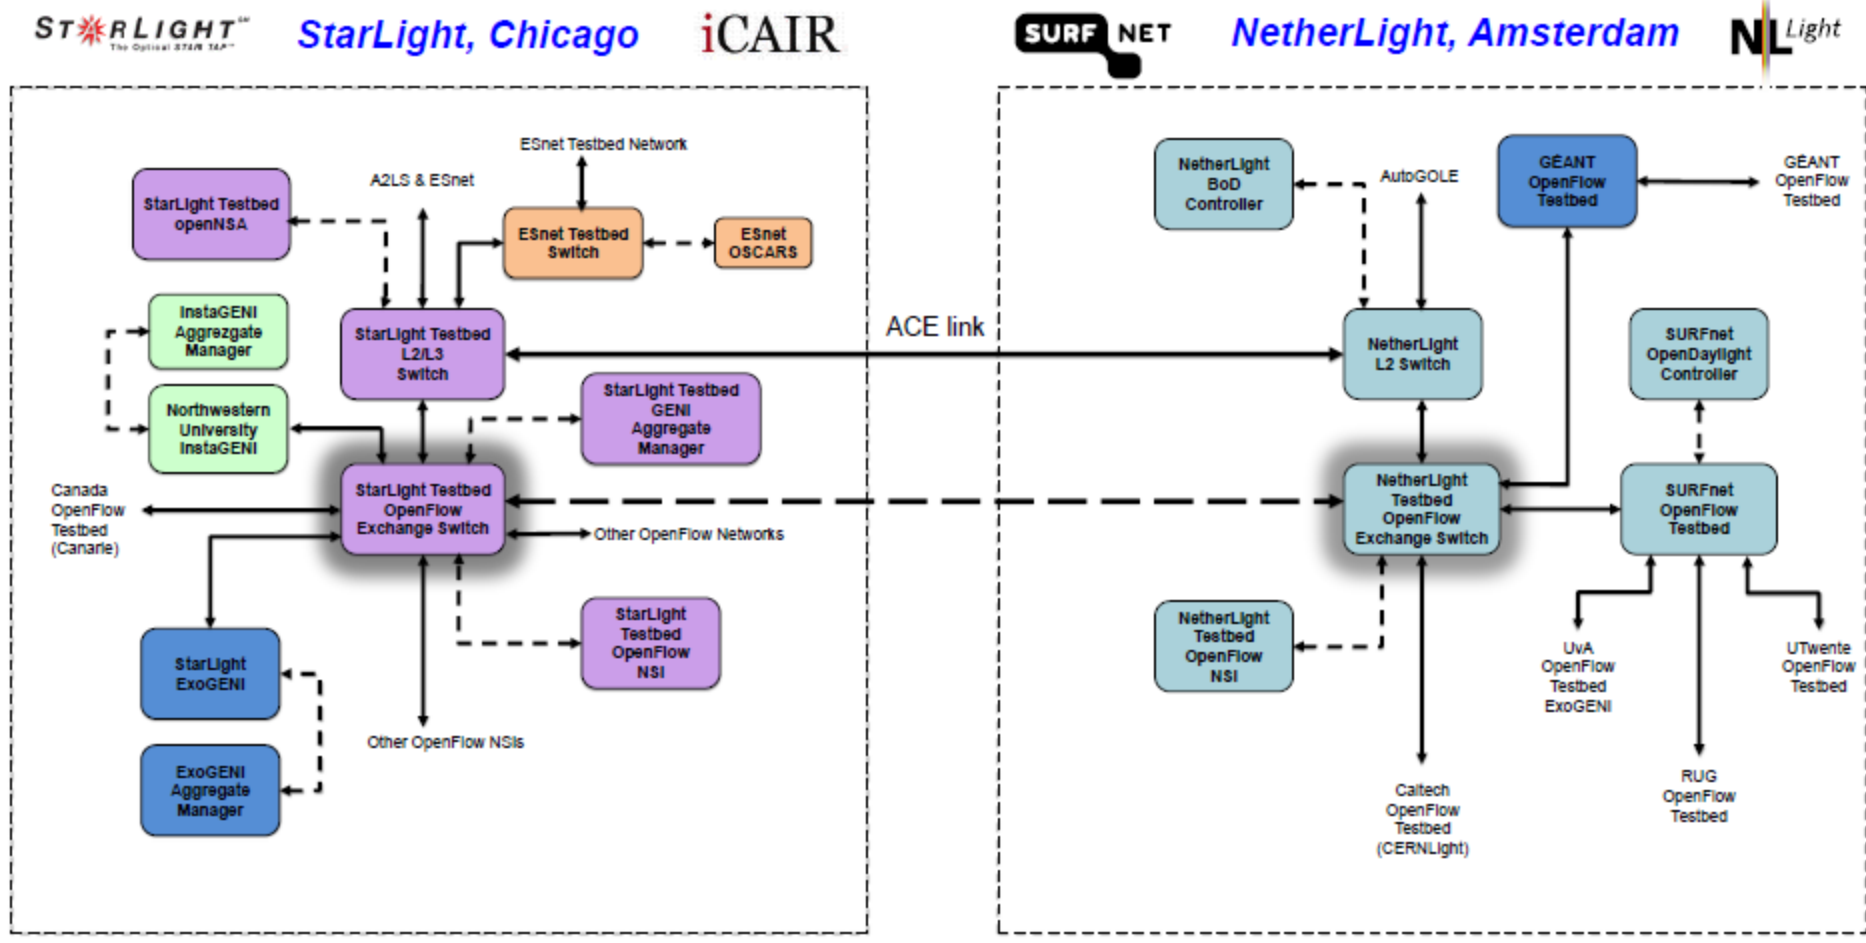 STARLIGHT SM
The Optical STAR TAP™
StarLight, Chicago
iCAIR
SURF NET
NetherLight, Amsterdam
NL Light
ESnet Testbed Network
A2LS & ESnet
StarLight Testbed
openNSA
ESnet Testbed
Switch
ESnet
OSCARS
InstaGENI
Aggrezgate
Manager
StarLight Testbed
L2/L3
Switch
Northwestern
University
InstaGENI
StarLight Testbed
GENI
Aggregate
Manager
Canada
OpenFlow
Testbed
(Canarie)
StarLight Testbed
OpenFlow
Exchange Switch
Other OpenFlow Networks
StarLight
ExoGENI
StarLight
Testbed
OpenFlow
NSI
Other OpenFlow NSIs
ExoGENI
Aggregate
Manager
ACE link
NetherLight
BoD
Controller
AutoGOLE
GÉANT
OpenFlow
Testbed
GÉANT
OpenFlow
Testbed
NetherLight
L2 Switch
SURFnet
OpenDaylight
Controller
NetherLight
Testbed
OpenFlow
Exchange Switch
SURFnet
OpenFlow
Testbed
NetherLight
Testbed
OpenFlow
NSI
UvA
OpenFlow
Testbed
ExoGENI
UTwente
OpenFlow
Testbed
Caltech
OpenFlow
Testbed
(CERNLight)
RUG
OpenFlow
Testbed